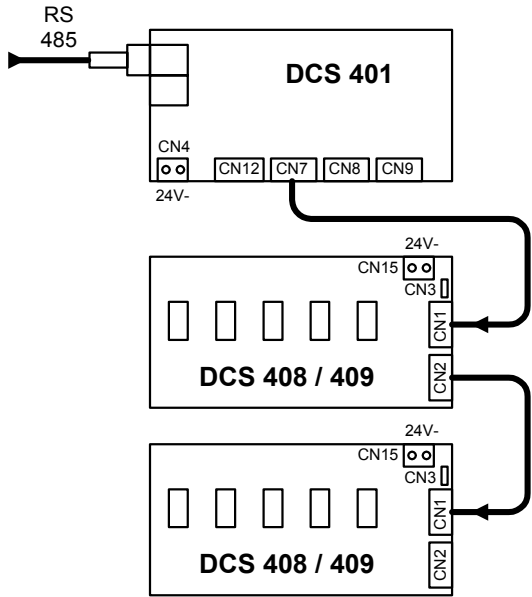 RS
485
DCS 401
CN4
24V-
CN12 CN7 CN8 CN9
24V-
CN15
CN3
CN1
DCS 408 / 409
CN2
24V-
CN15
CN3
CN1
DCS 408 / 409
CN2